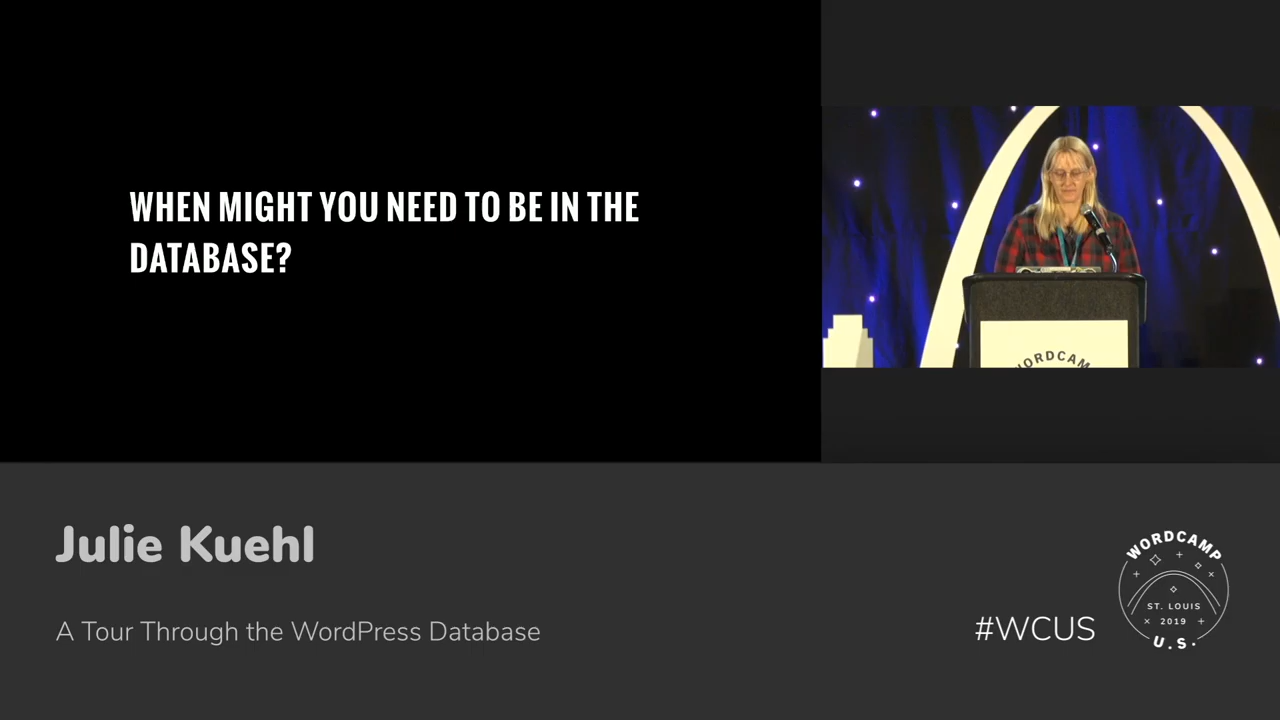 WHEN MIGHT YOU NEED TO BE IN THE
DATABASE?
WORDCAMP
Julie Kuehl
A Tour Through the WordPress Database
#WCUS
WORDCAMP
ST. LOUIS
2019
U.S.